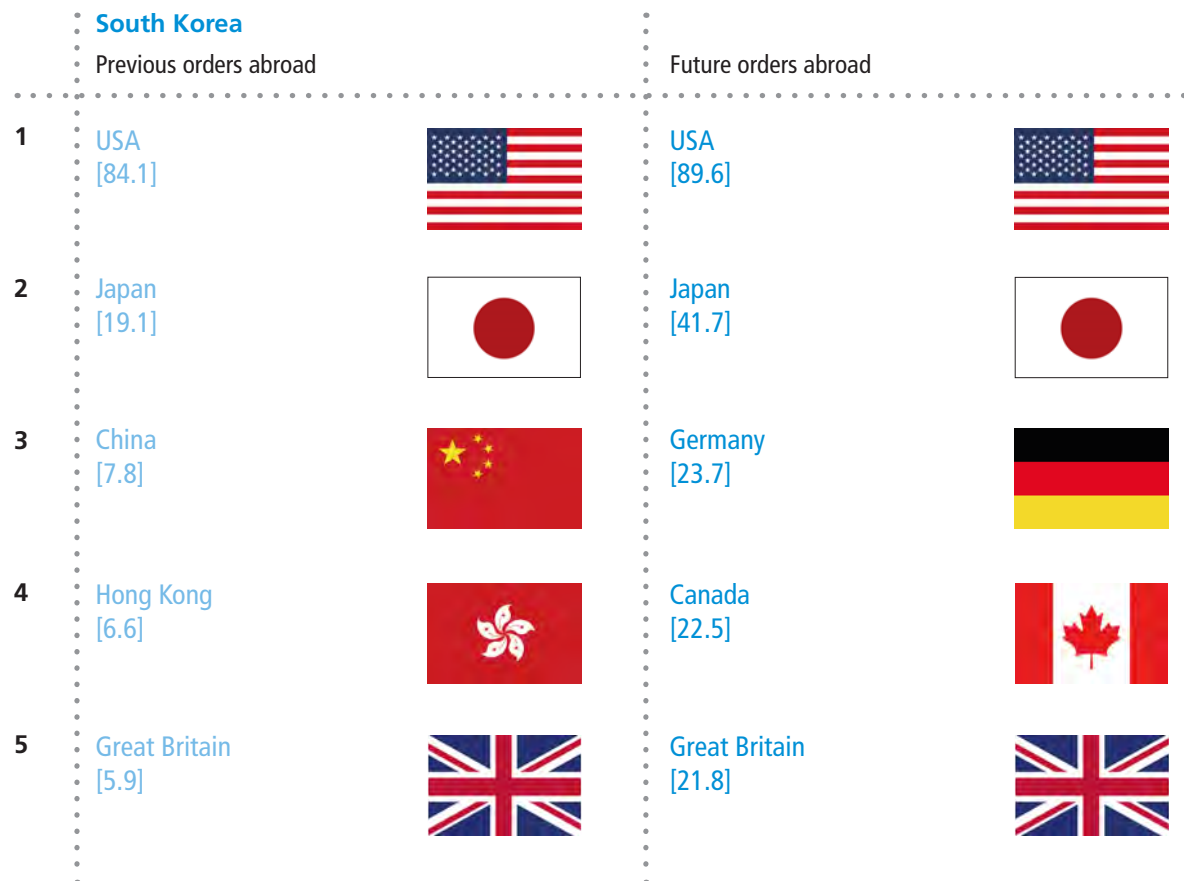 South Korea
Previous orders abroad
Future orders abroad
1
USA
[84.1]
USA
[89.6]
2
Japan
[19.1]
Japan
[41.7]
3
China
[7.8]
Germany
[23.7]
4
Hong Kong
[6.6]
Canada
[22.5]
5
Great Britain
[5.9]
Great Britain
[21.8]